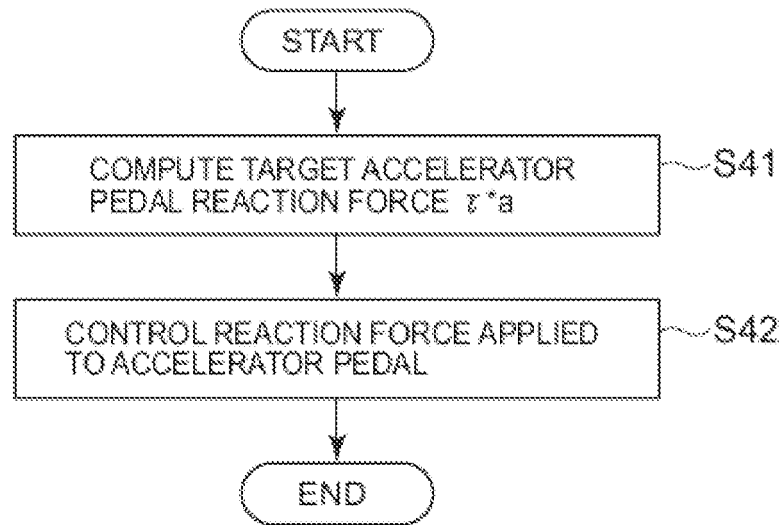 START
COMPUTE TARGET ACCELERATOR
PEDAL REACTION FORCE τ*a
S41
CONTROL REACTION FORCE APPLIED
TO ACCELERATOR PEDAL
S42
END